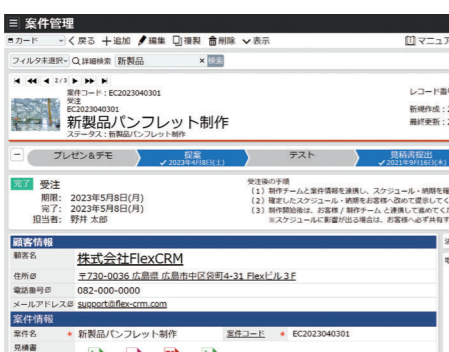 案件管理
カード 戻る 追加 編集 複製 削除 表示 マニュア
フィルタ未選択 詳細検索 新製品 × 検索
2/3
案件コード：EC2023040301 レコード番
受注
EC2023040301 新規作成：2
新製品パンフレット制作 最終更新：2
ステータス：新製品パンフレット制作
プレゼン&デモ 提案 テスト 見積書提出
2023年4月8日(土) 2021年9月16日(木)
完了 受注 受注後の手順
(1) 制作チームと案件情報を連携し、スケジュール・納期を確
期限: 2023年5月8日(月) (2) 確定したスケジュール・納期をお客様へ改めて提示してく
完了: 2023年5月8日(月) (3) 制作開始後は、お客様 / 制作チーム と連携して進めてくだ
担当者: 野井 太郎 ※スケジュールに影響が出る場合は、お客様へ必ず共有す
顧客情報
顧客名 株式会社FlexCRM
住所 〒730-0036 広島県 広島市中区袋町4-31 Flexビル３F
電話番号 082-000-0000
メールアドレス support@flex-crm.com
案件情報
案件名 * 新製品パンフレット制作 案件コード * EC2023040301
見積書